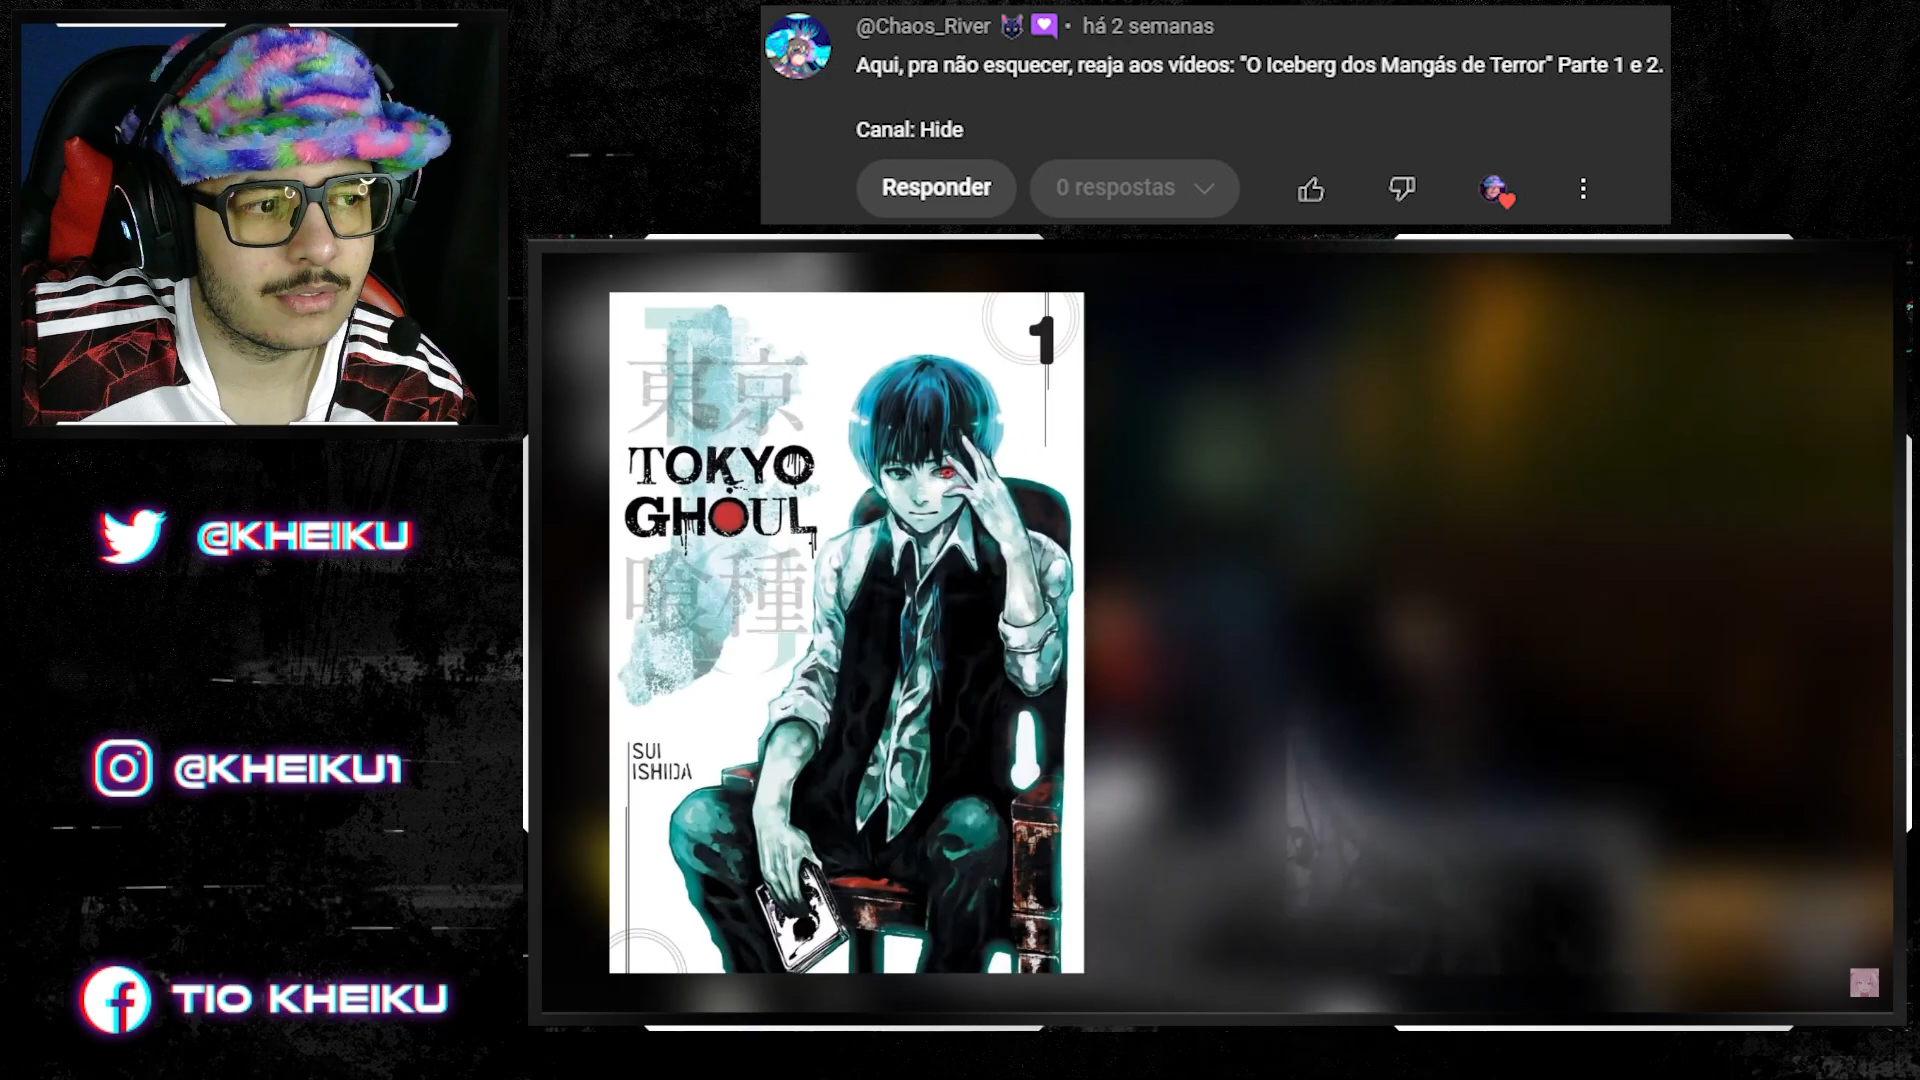 @Chaos_River • há 2 semanas
Aqui, pra não esquecer, reaja aos vídeos: "O Iceberg dos Mangás de Terror" Parte 1 e 2.
Canal: Hide
Responder
0 respostas
1
東京
TOKYO
GHOUL
喰種
SUI
ISHIDA
@KHEIKU
@KHEIKU1
TIO KHEIKU